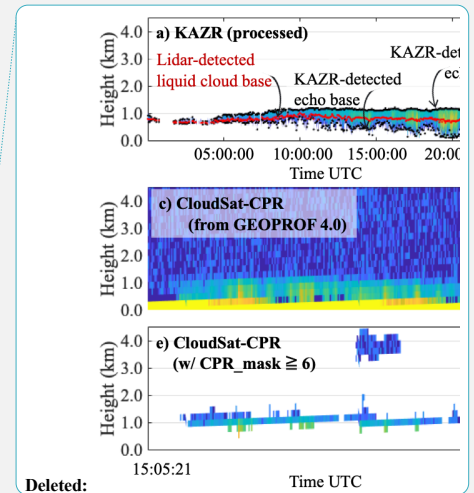 a) KAZR (processed)
KAZR-det
Lidar-detected
liquid cloud base
KAZR-detected
echo base
ecl
Height (km)
4.0
3.0
2.0
1.0
0.0
05:00:00 10:00:00 15:00:00 20:00
Time UTC
c) CloudSat-CPR
(from GEOPROF 4.0)
Height (km)
4.0
3.0
2.0
1.0
0.0
e) CloudSat-CPR
(w/ CPR_mask ≧ 6)
Height (km)
4.0
3.0
2.0
1.0
0.0
15:05:21
Time UTC
Deleted: